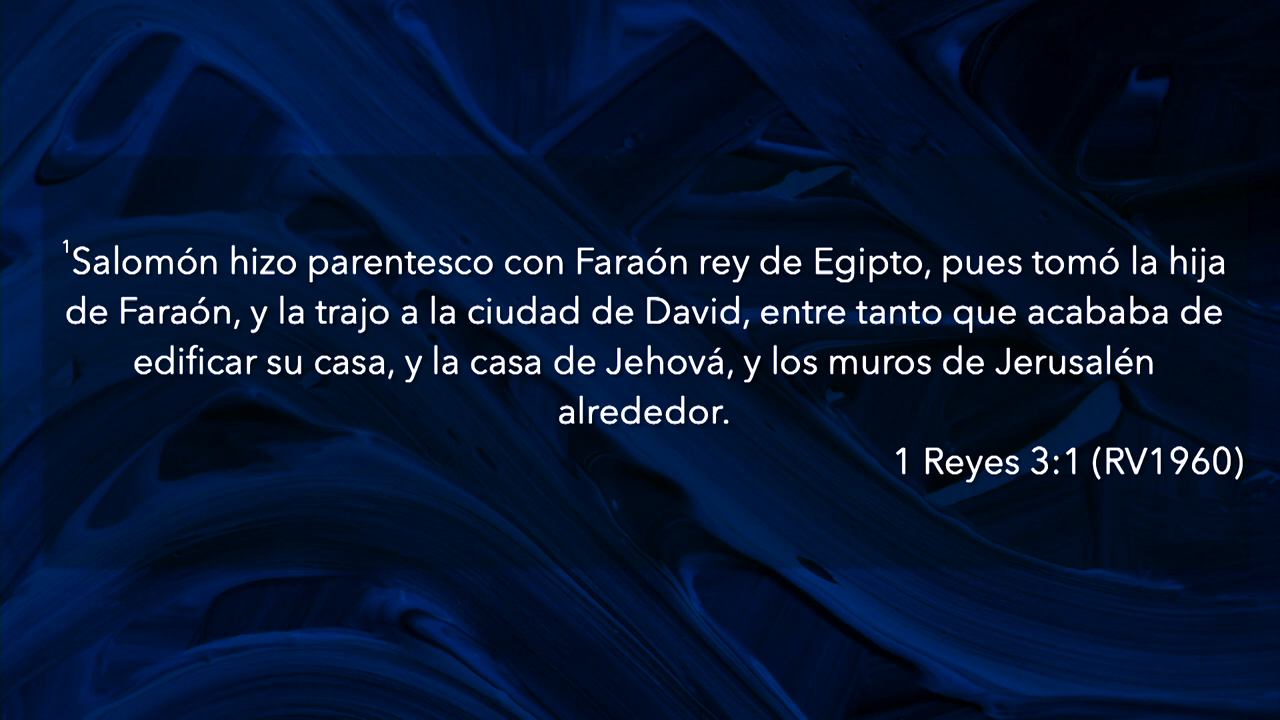 ¹Salomón hizo parentesco con Faraón rey de Egipto, pues tomó la hija
de Faraón, y la trajo a la ciudad de David, entre tanto que acababa de
edificar su casa, y la casa de Jehová, y los muros de Jerusalén
alrededor.
1 Reyes 3:1 (RV1960)